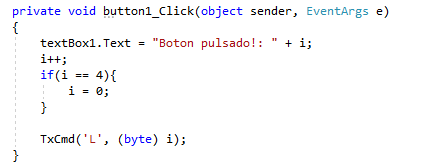 private void button1_Click(object sender, EventArgs e)
{
    textBox1.Text = "Boton pulsado!: " + i;
    i++;
    if(i == 4){
        i = 0;
    }
    TxCmd('L', (byte) i);
}